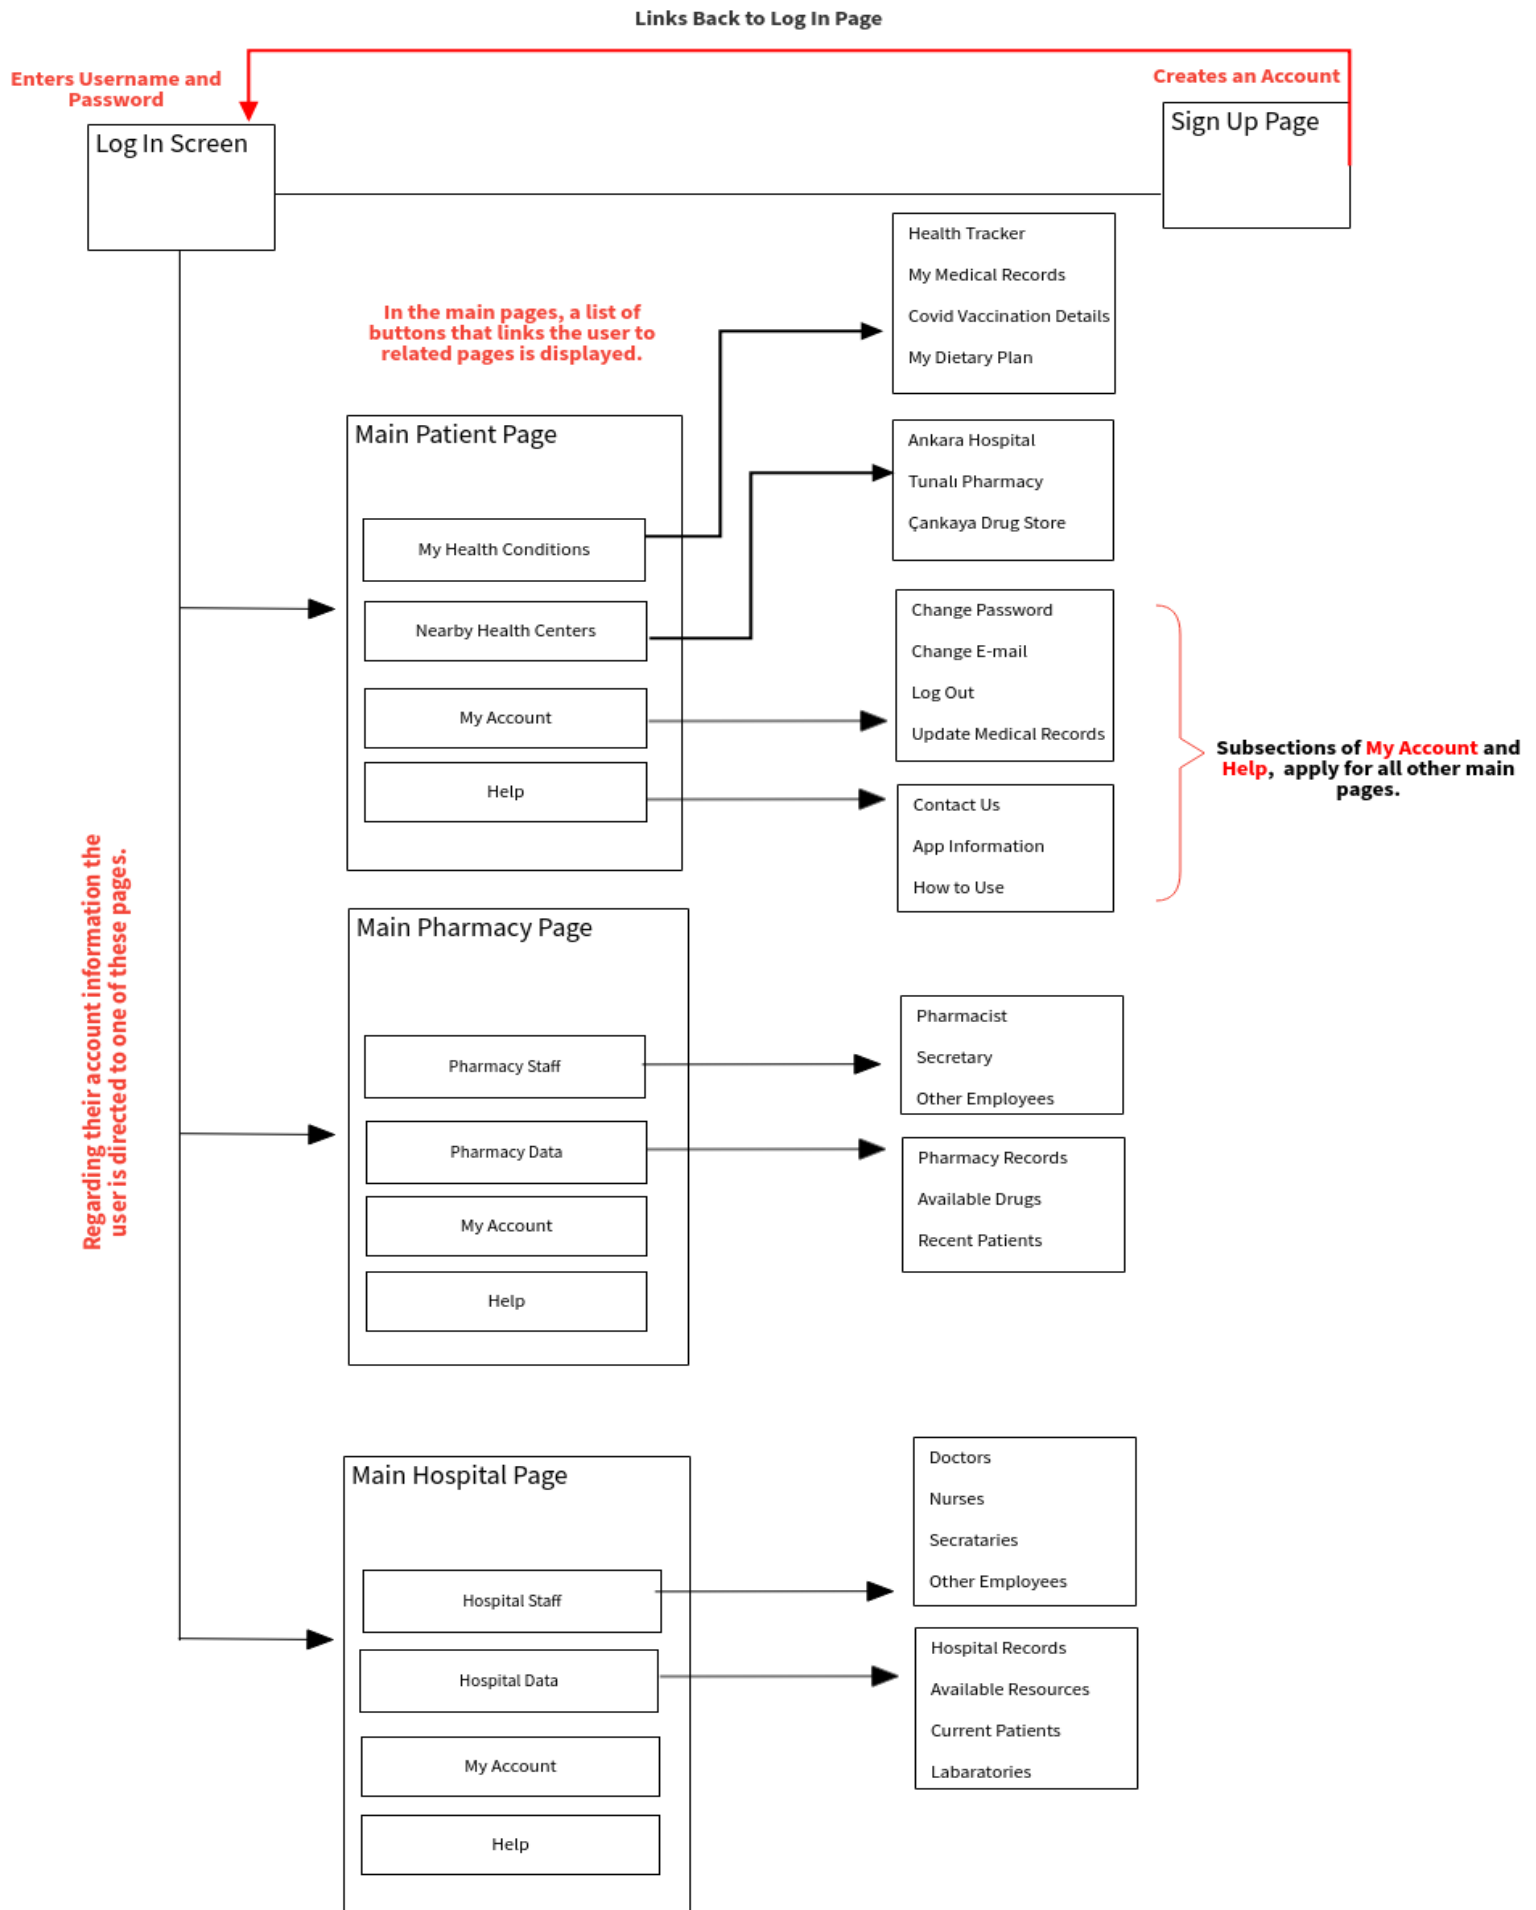 Links Back to Log In Page
Enters Username and
Password
Creates an Account
Log In Screen
Sign Up Page
In the main pages, a list of
buttons that links the user to
related pages is displayed.
Health Tracker
My Medical Records
Covid Vaccination Details
My Dietary Plan
Main Patient Page
My Health Conditions
Nearby Health Centers
My Account
Help
Ankara Hospital
Tunalı Pharmacy
Çankaya Drug Store
Change Password
Change E-mail
Log Out
Update Medical Records
Contact Us
App Information
How to Use
Subsections of My Account and
Help,  apply for all other main
pages.
Regarding their account information the
user is directed to one of these pages.
Main Pharmacy Page
Pharmacy Staff
Pharmacy Data
My Account
Help
Pharmacist
Secretary
Other Employees
Pharmacy Records
Available Drugs
Recent Patients
Main Hospital Page
Hospital Staff
Hospital Data
My Account
Help
Doctors
Nurses
Secrataries
Other Employees
Hospital Records
Available Resources
Current Patients
Labaratories